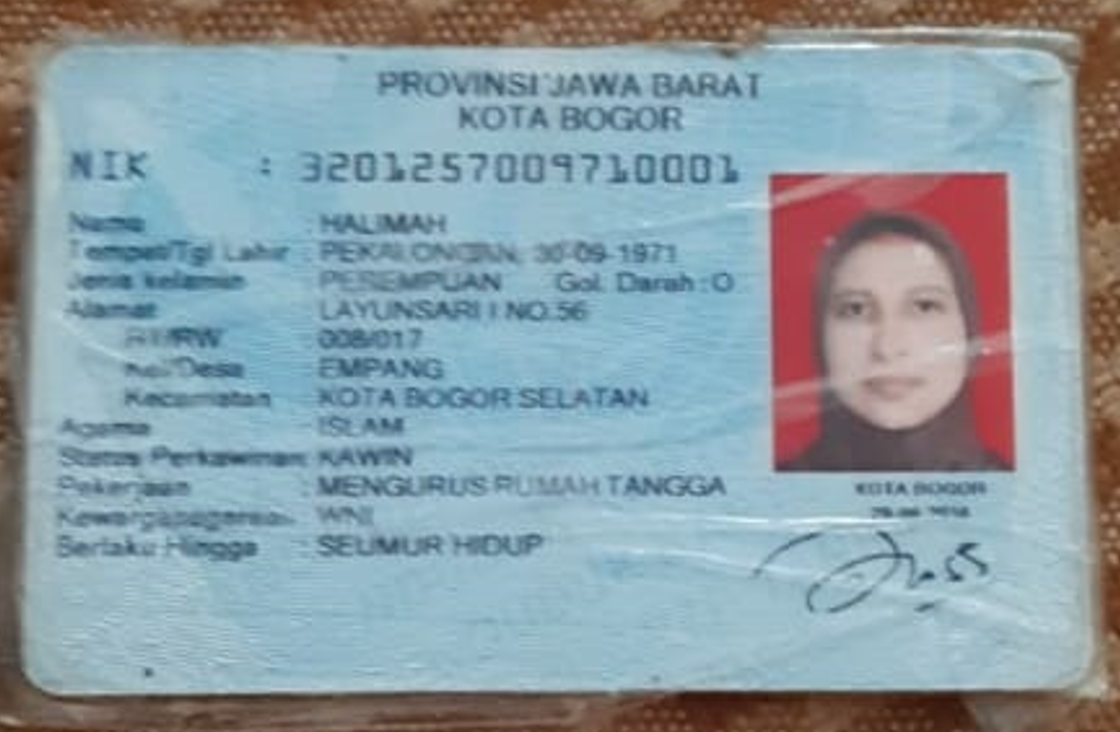 PROVINSI JAWA BARAT
KOTA BOGOR
NIK : 3201257009710001
Nama : HALIMAH
Tempat/Tgl Lahir : PEKALONGAN, 30-09-1971
Jenis kelamin : PEREMPUAN Gol. Darah : O
Alamat : LAYUNSARI I NO.56
RT/RW : 008/017
Kel/Desa : EMPANG
Kecamatan : KOTA BOGOR SELATAN
Agama : ISLAM
Status Perkawinan: KAWIN
Pekerjaan : MENGURUS RUMAH TANGGA
Kewarganegaraan: WNI
Berlaku Hingga : SEUMUR HIDUP
KOTA BOGOR